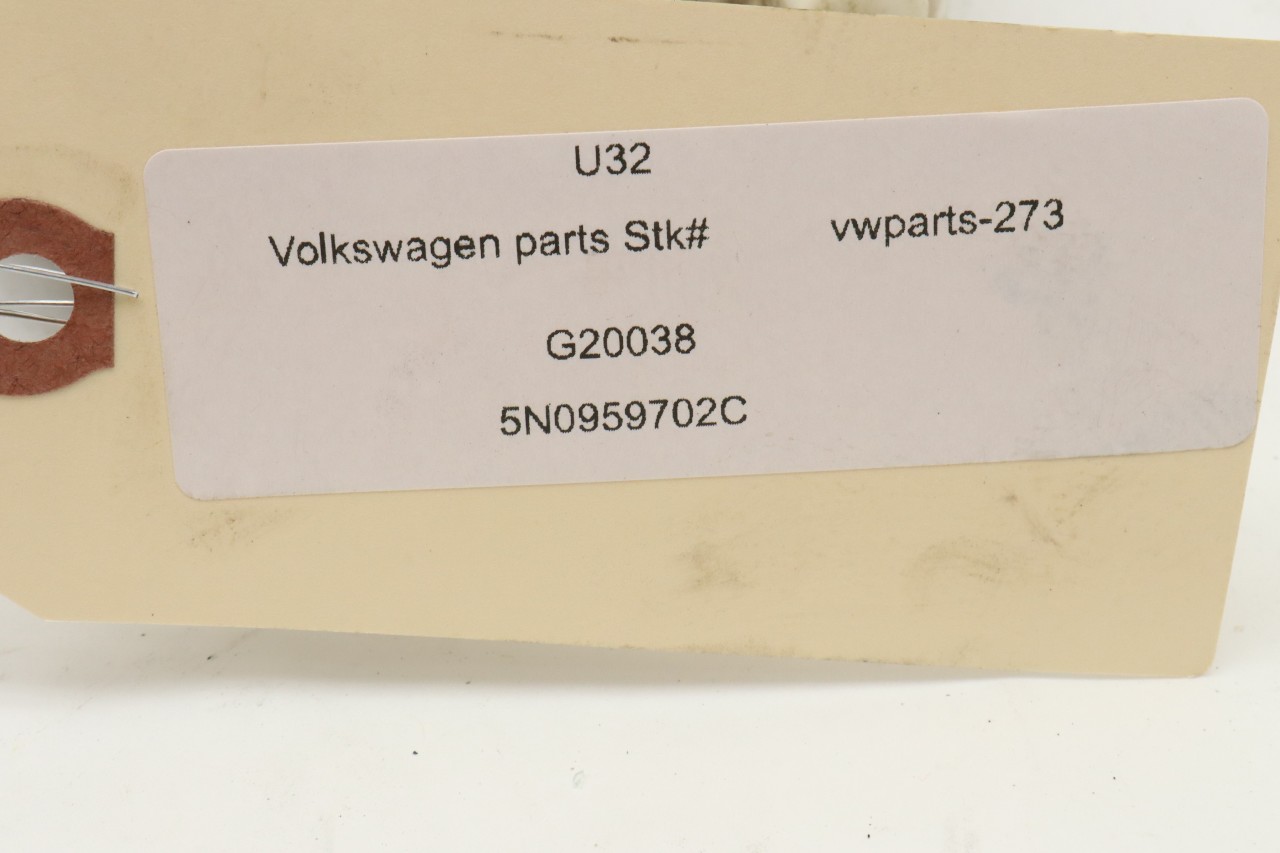 U32
Volkswagen parts Stk# vwparts-273
G20038
5N0959702C